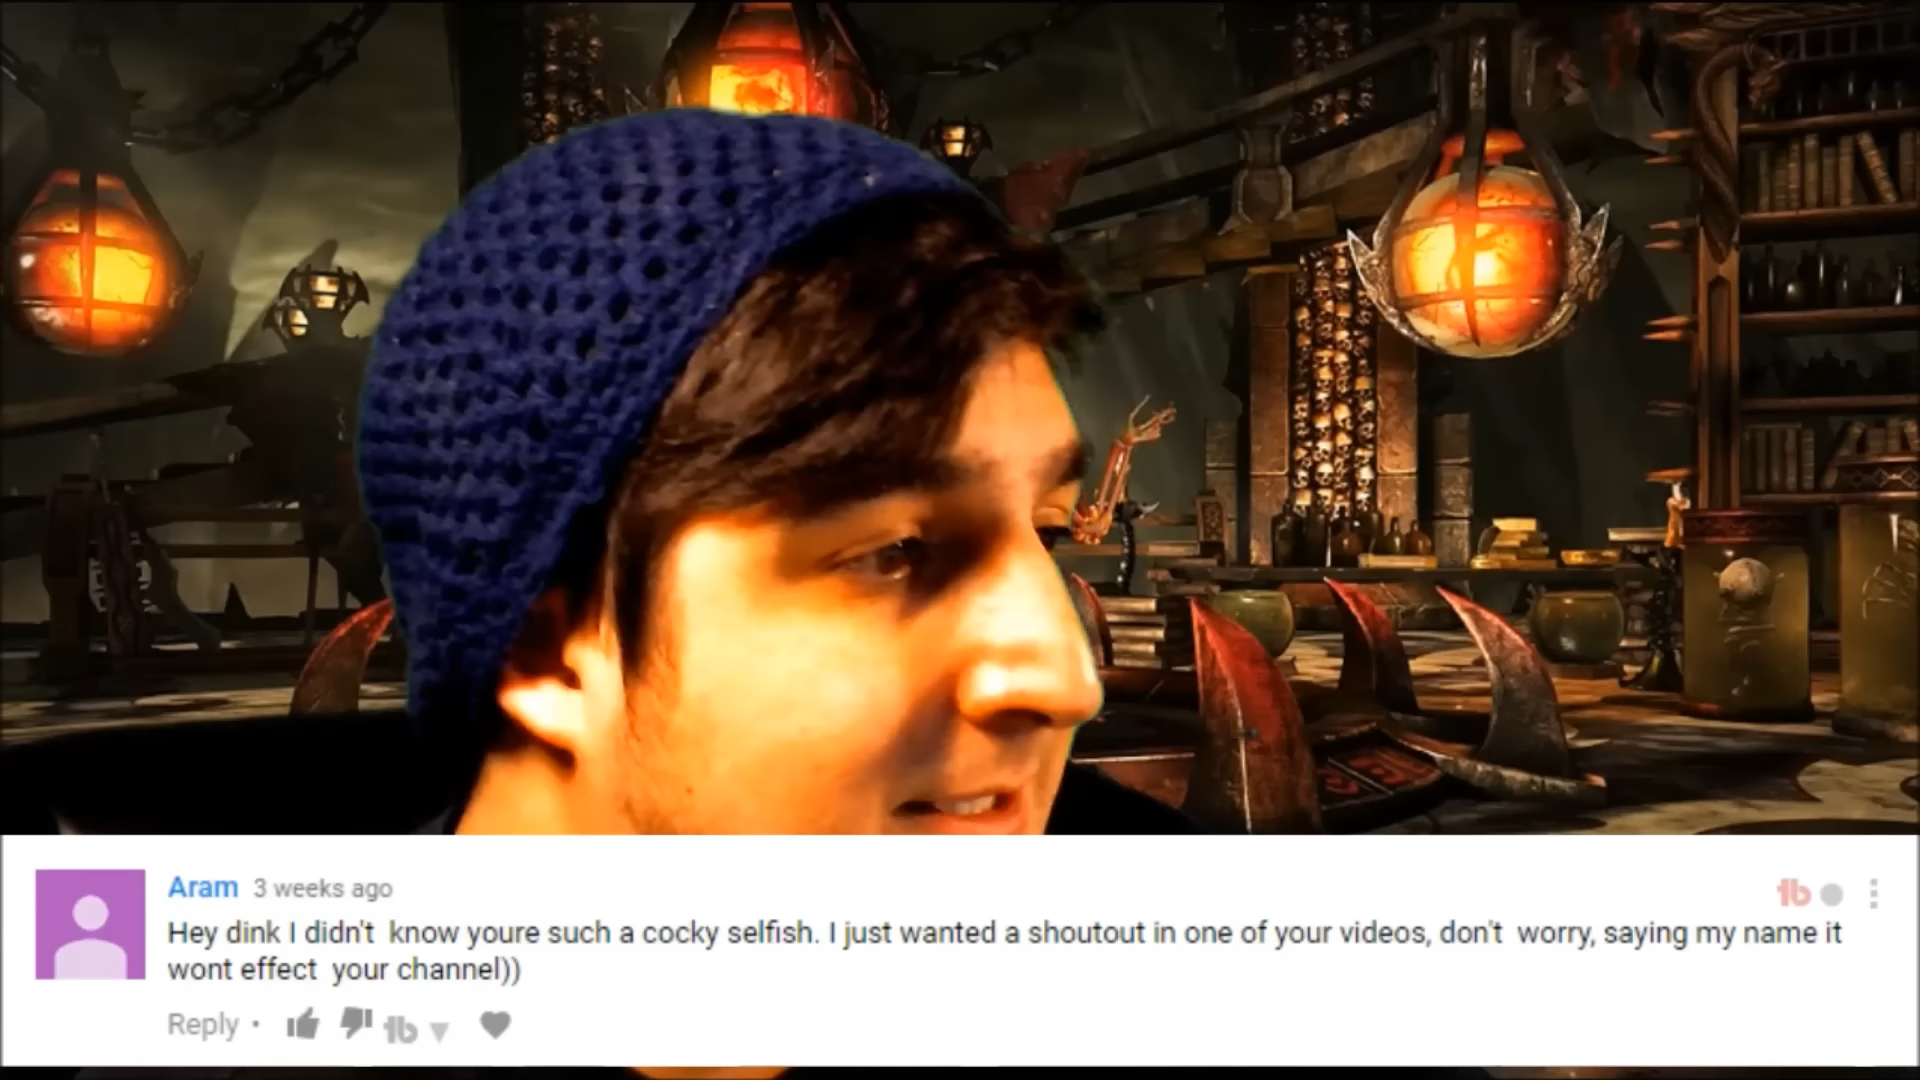 Aram 3 weeks ago
Hey dink I didn't know youre such a cocky selfish. I just wanted a shoutout in one of your videos, don't worry, saying my name it
wont effect your channel))
Reply •